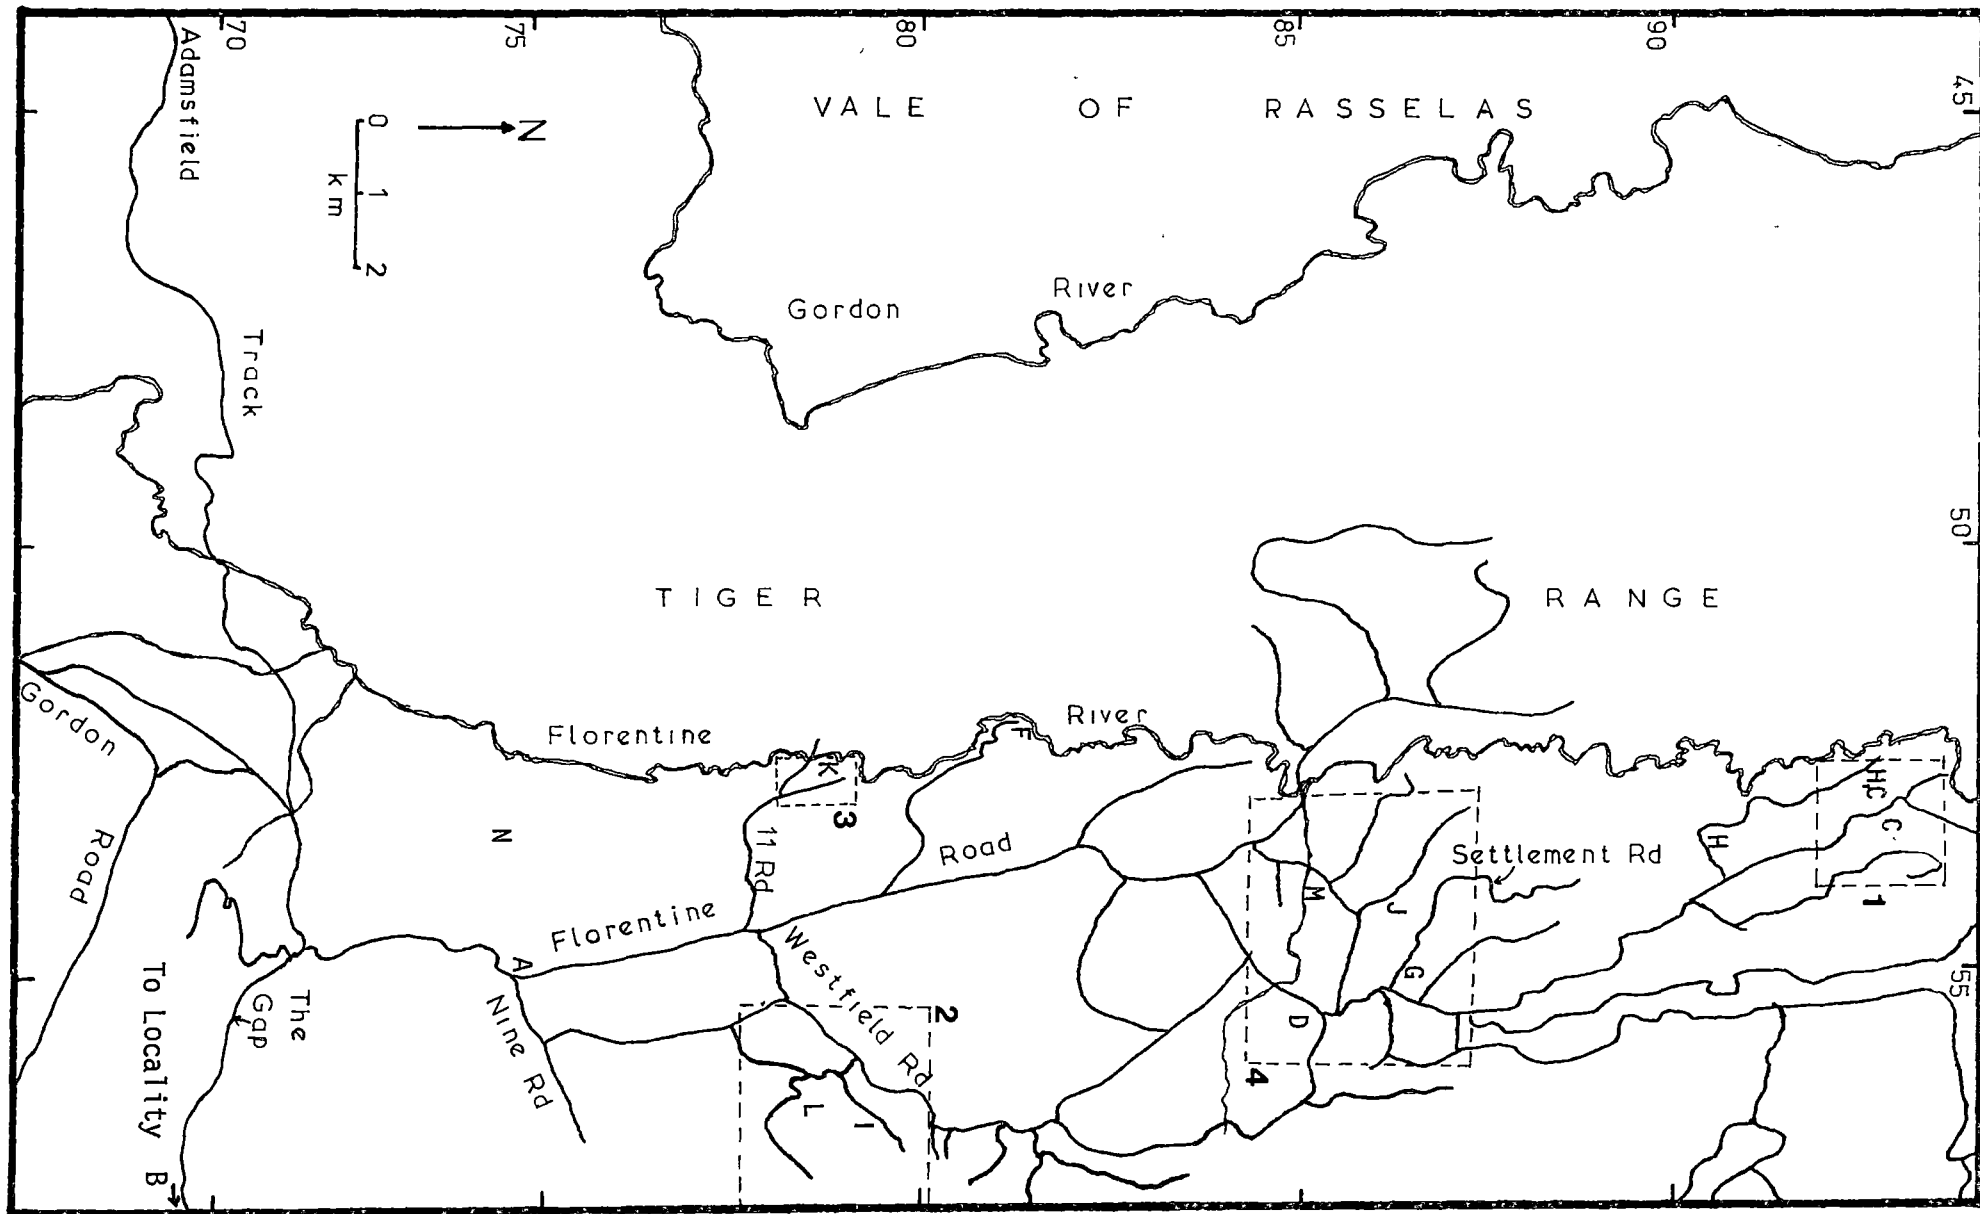 70
75
80
85
90
45
Adamsfield
Track
0
1
2
km
N
VALE OF RASSELAS
Gordon
River
50
TIGER RANGE
Florentine
River
Gordon
Road
F
K
3
11 Rd
N
Road
Florentine
Settlement Rd
HC
C
H
1
M
J
G
D
4
Westfield Rd
2
A
Nine Rd
L
I
The
Gap
To Locality B
55